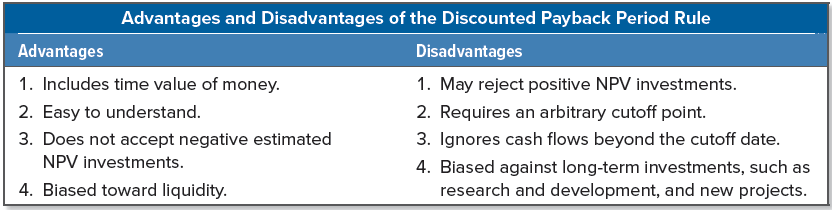 Advantages and Disadvantages of the Discounted Payback Period Rule
Advantages
1. Includes time value of money.
2. Easy to understand.
3. Does not accept negative estimated
NPV investments.
4. Biased toward liquidity.
Disadvantages
1. May reject positive NPV investments.
2. Requires an arbitrary cutoff point.
3. Ignores cash flows beyond the cutoff date.
4. Biased against long-term investments, such as
research and development, and new projects.